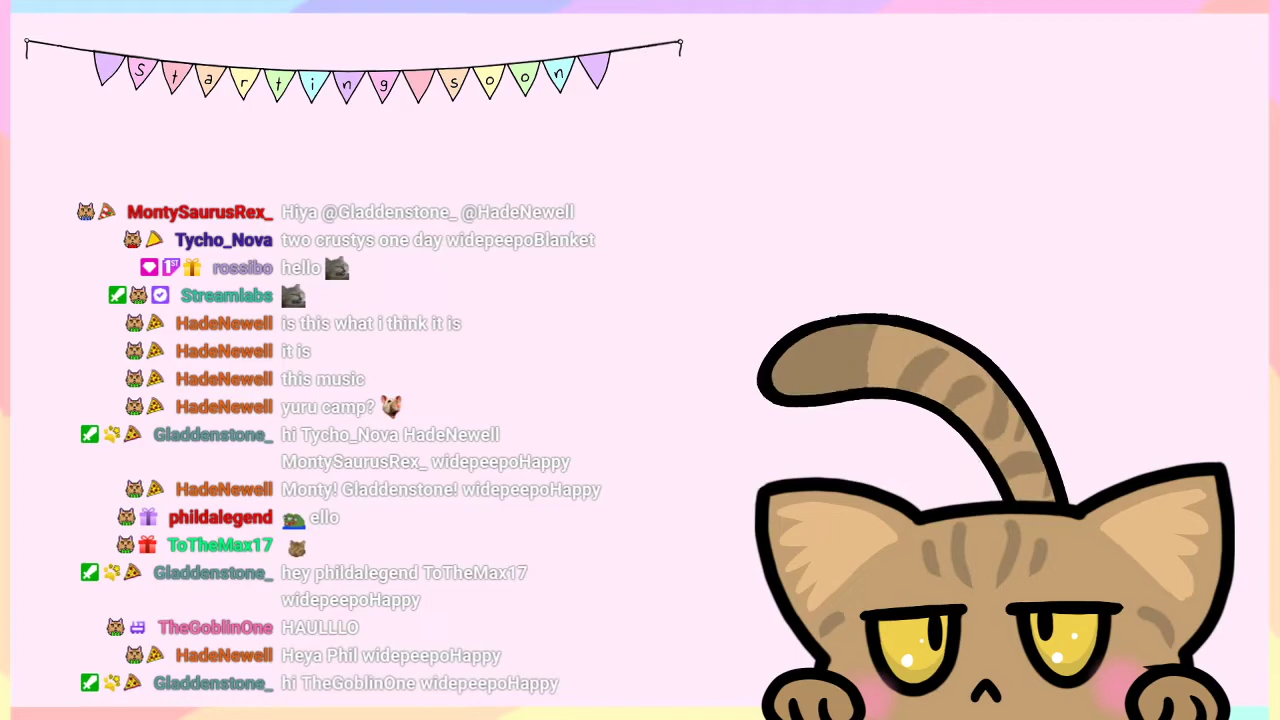 Starting soon
MontySaurusRex_ Hiya @Gladdenstone_ @HadeNewell
Tycho_Nova two crustys one day widepeepoBlanket
rossibo hello
Streamlabs
HadeNewell is this what i think it is
HadeNewell it is
HadeNewell this music
HadeNewell yuru camp?
Gladdenstone_ hi Tycho_Nova HadeNewell
MontySaurusRex_ widepeepoHappy
HadeNewell Monty! Gladdenstone! widepeepoHappy
phildalegend ello
ToTheMax17
Gladdenstone_ hey phildalegend ToTheMax17
widepeepoHappy
TheGoblinOne HAULLLO
HadeNewell Heya Phil widepeepoHappy
Gladdenstone_ hi TheGoblinOne widepeepoHappy